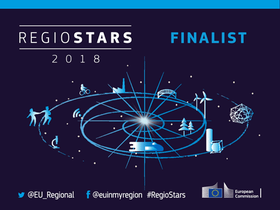 REGIOSTARS
2018
FINALIST
@EU_Regional
@euinmyregion
#RegioStars
European
Commission